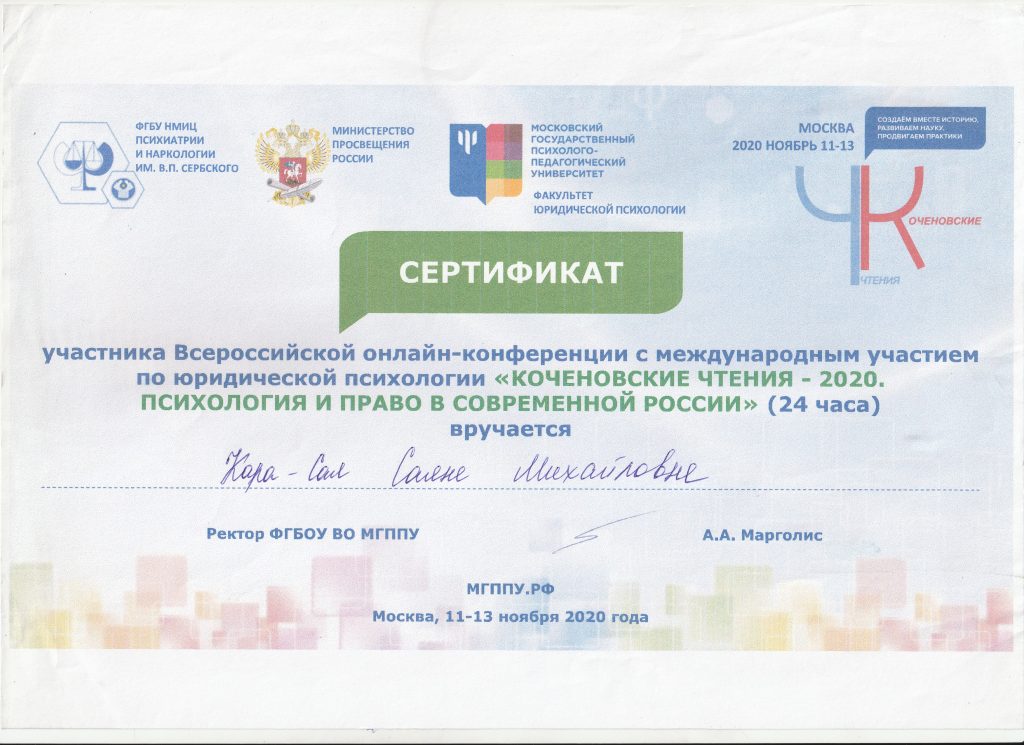 ФГБУ НМИЦ
ПСИХИАТРИИ
И НАРКОЛОГИИ
ИМ. В.П. СЕРБСКОГО
МИНИСТЕРСТВО
ПРОСВЕЩЕНИЯ
РОССИИ
МОСКОВСКИЙ
ГОСУДАРСТВЕННЫЙ
ПСИХОЛОГО-
ПЕДАГОГИЧЕСКИЙ
УНИВЕРСИТЕТ
ФАКУЛЬТЕТ
ЮРИДИЧЕСКОЙ ПСИХОЛОГИИ
МОСКВА
2020 НОЯБРЬ 11-13
СОЗДАЁМ ВМЕСТЕ ИСТОРИЮ,
РАЗВИВАЕМ НАУКУ,
ПРОДВИГАЕМ ПРАКТИКИ
ЧК
ОЧЕНОВСКИЕ
ЧТЕНИЯ
СЕРТИФИКАТ
участника Всероссийской онлайн-конференции с международным участием
по юридической психологии «КОЧЕНОВСКИЕ ЧТЕНИЯ - 2020.
ПСИХОЛОГИЯ И ПРАВО В СОВРЕМЕННОЙ РОССИИ» (24 часа)
вручается
Кара-Сал Саяне Михайловне
Ректор ФГБОУ ВО МГППУ
А.А. Марголис
МГППУ.РФ
Москва, 11-13 ноября 2020 года